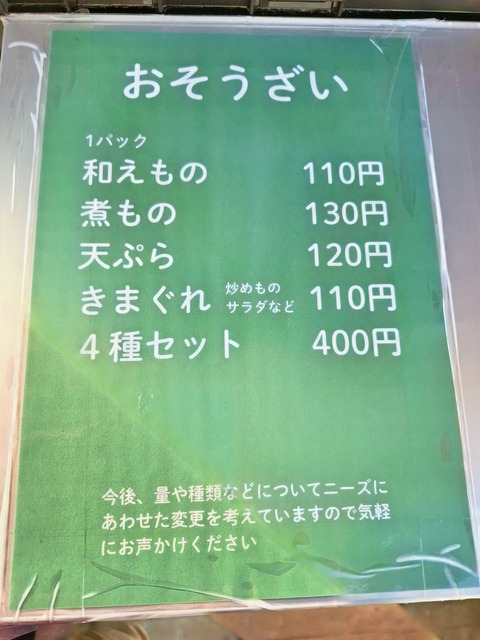 おそうざい
1パック
和えもの 110円
煮もの 130円
天ぷら 120円
きまぐれ 炒めもの サラダなど 110円
4種セット 400円
今後、量や種類などについてニーズに
あわせた変更を考えていますので気軽
にお声かけください